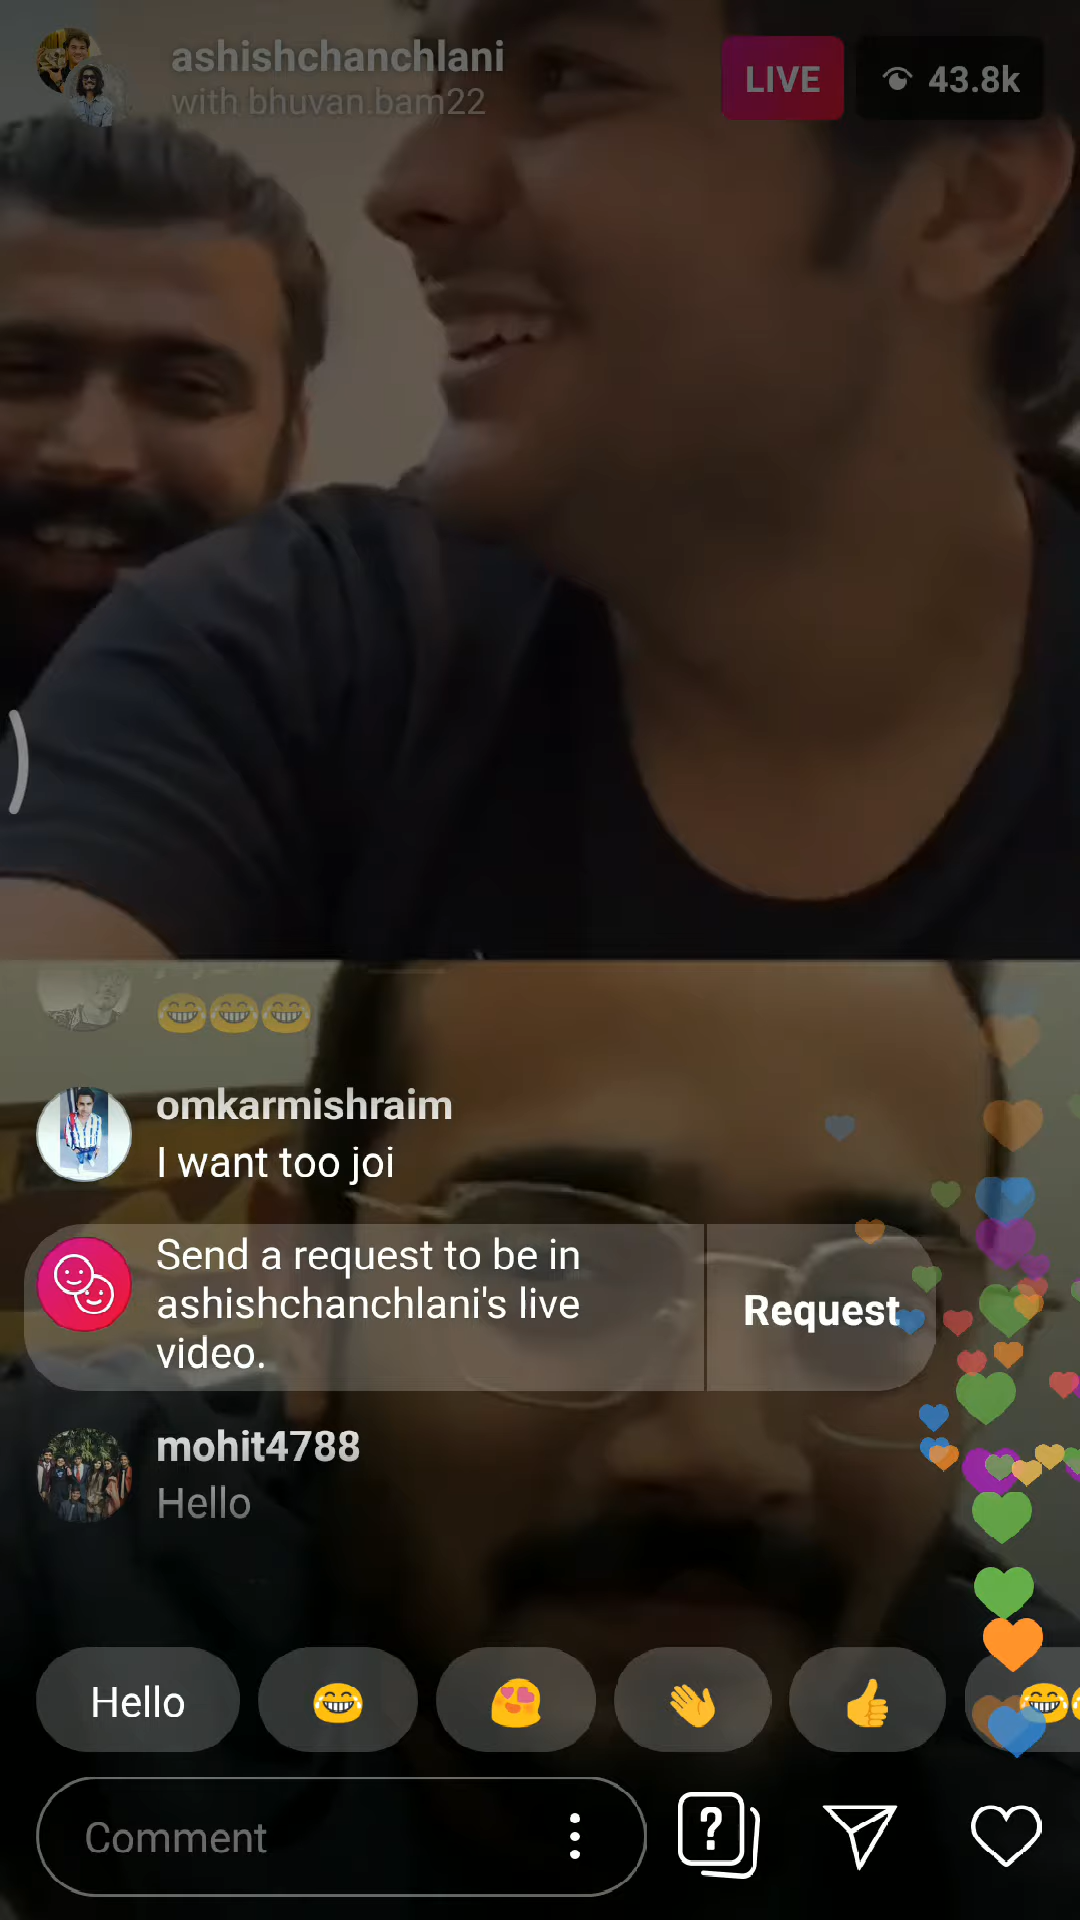 ashishchanchlani
with bhuvan.bam22
LIVE
43.8k
omkarmishraim
I want too joi
Send a request to be in
ashishchanchlani's live
video.
Request
mohit4788
Hello
Hello
Comment